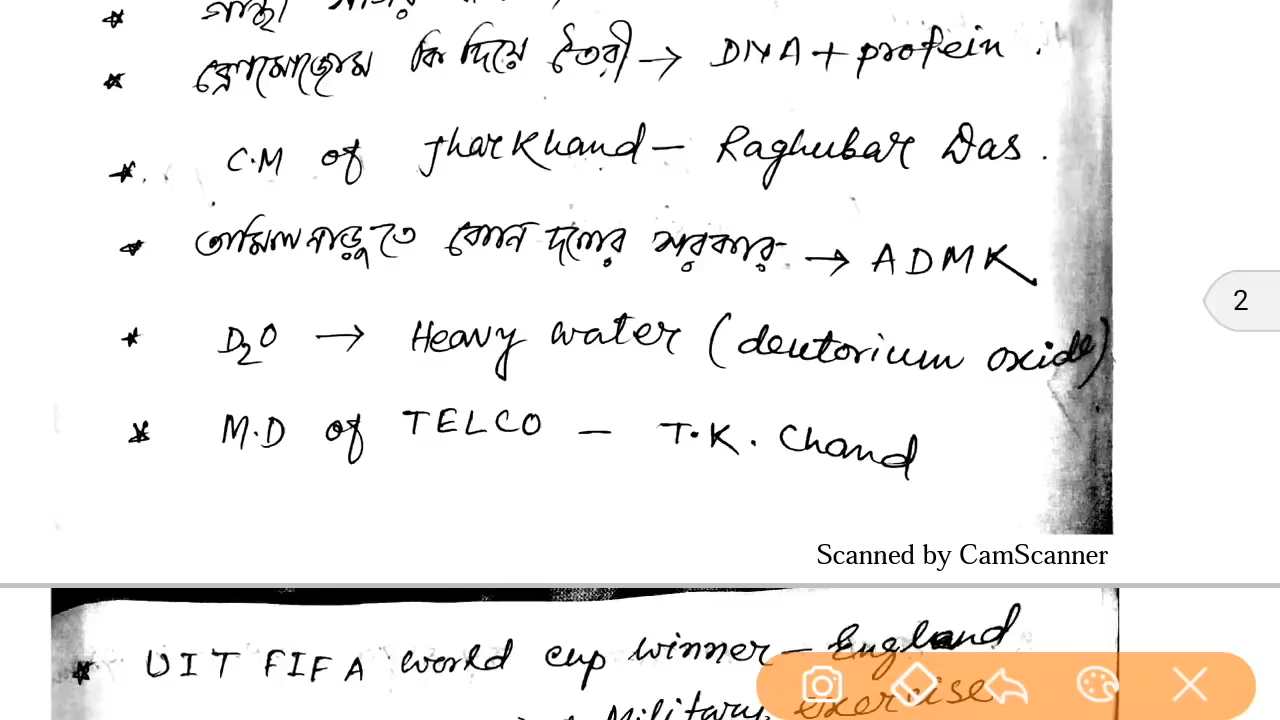 ক্রোমোজোম কি দিয়ে তৈরী → DNA + protein .
C.M of Jharkhand - Raghubar Das .
তামিলনাড়ুতে কোন দলের সরকার → ADMK
D2O → Heavy water (deutorium oxide)
2
M.D of TELCO - T.K. Chand
Scanned by CamScanner
* U17 FIFA world cup winner - England
Military exercise